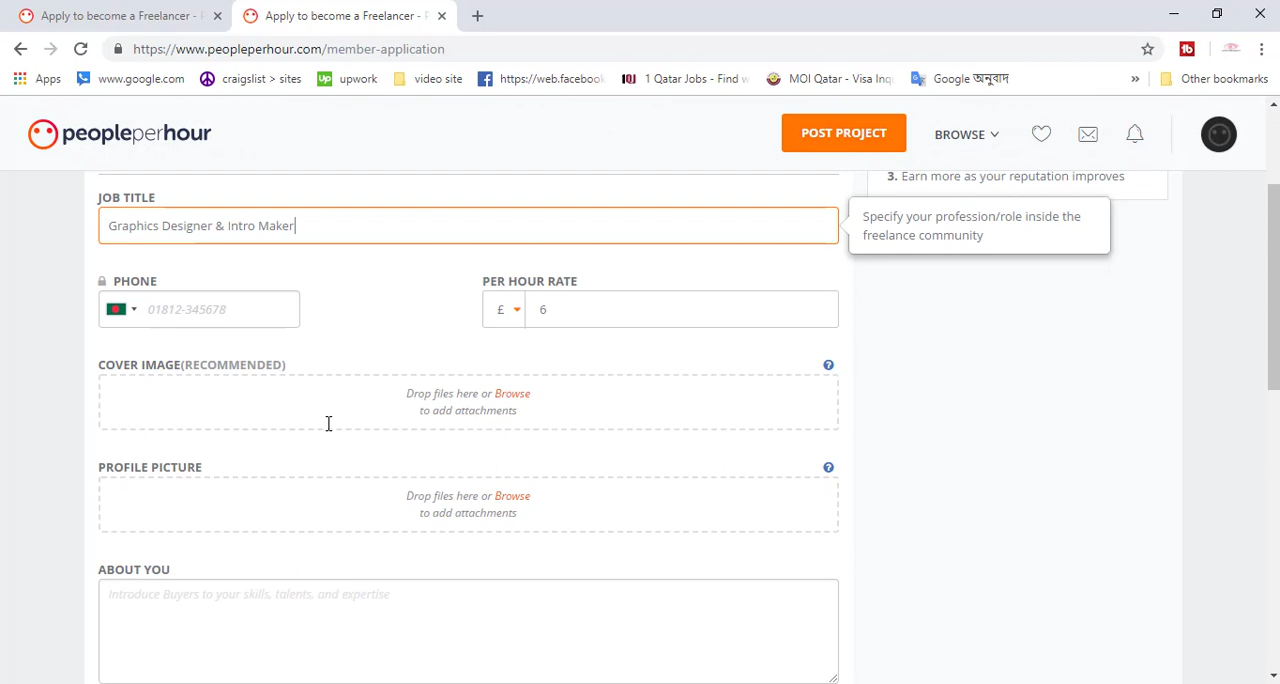 Apply to become a Freelancer -
Apply to become a Freelancer -
https://www.peopleperhour.com/member-application
Apps www.google.com craigslist > sites upwork video site https://web.facebook 1 Qatar Jobs - Find MOI Qatar - Visa Inq Google অনুবাদ » Other bookmarks
peopleperhour POST PROJECT BROWSE
3. Earn more as your reputation improves
JOB TITLE
Graphics Designer & Intro Maker
Specify your profession/role inside the
freelance community
PHONE PER HOUR RATE
01812-345678 £ 6
COVER IMAGE(RECOMMENDED) ?
Drop files here or Browse
to add attachments
PROFILE PICTURE ?
Drop files here or Browse
to add attachments
ABOUT YOU
Introduce Buyers to your skills, talents, and expertise